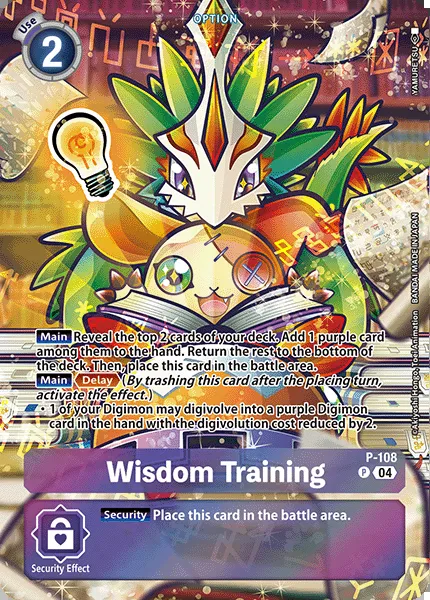 OPTION
Use
2
YAMURETSU
Main Reveal the top 2 cards of your deck. Add 1 purple card
among them to the hand. Return the rest to the bottom of
the deck. Then, place this card in the battle area.
Main Delay (By trashing this card after the placing turn,
activate the effect.)
• 1 of your Digimon may digivolve into a purple Digimon
card in the hand with the digivolution cost reduced by 2.
©Akiyoshi Hongo, Toei Animation BANDAI MADE IN JAPAN
P-108
Wisdom Training
P 04
Security Place this card in the battle area.
Security Effect